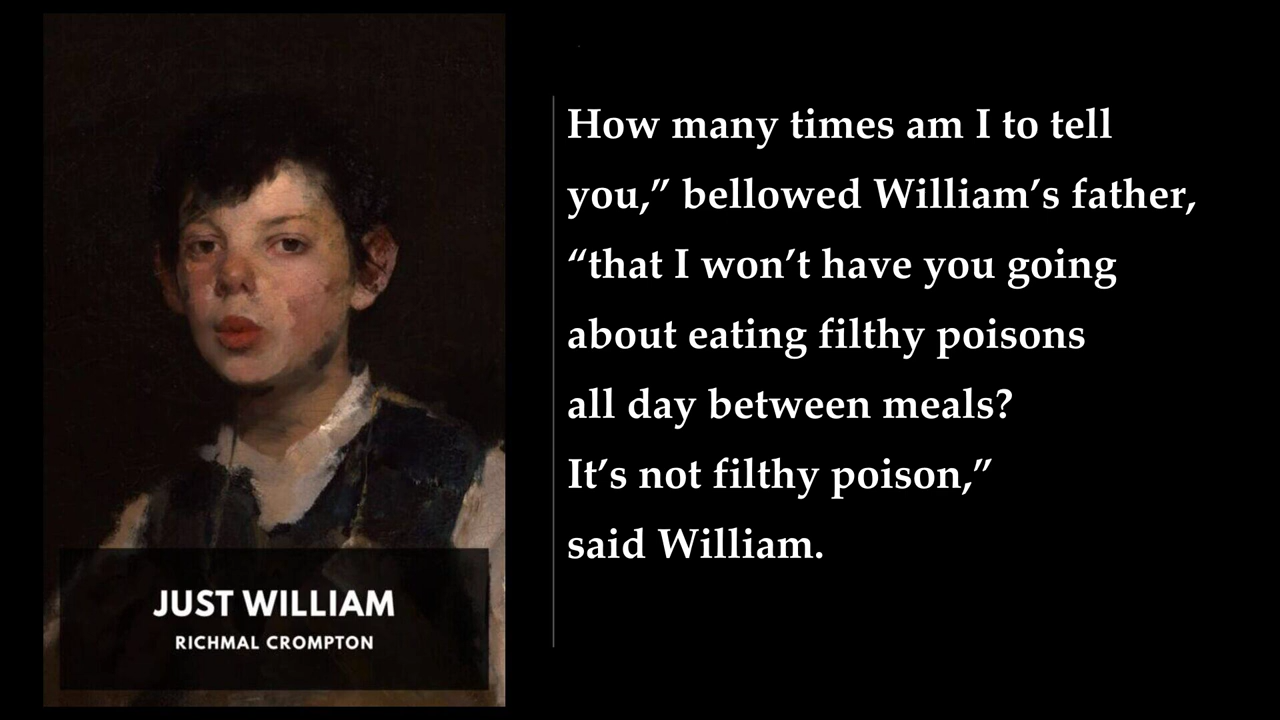 JUST WILLIAM
RICHMAL CROMPTON
How many times am I to tell
you,” bellowed William’s father,
“that I won’t have you going
about eating filthy poisons
all day between meals?
It’s not filthy poison,”
said William.